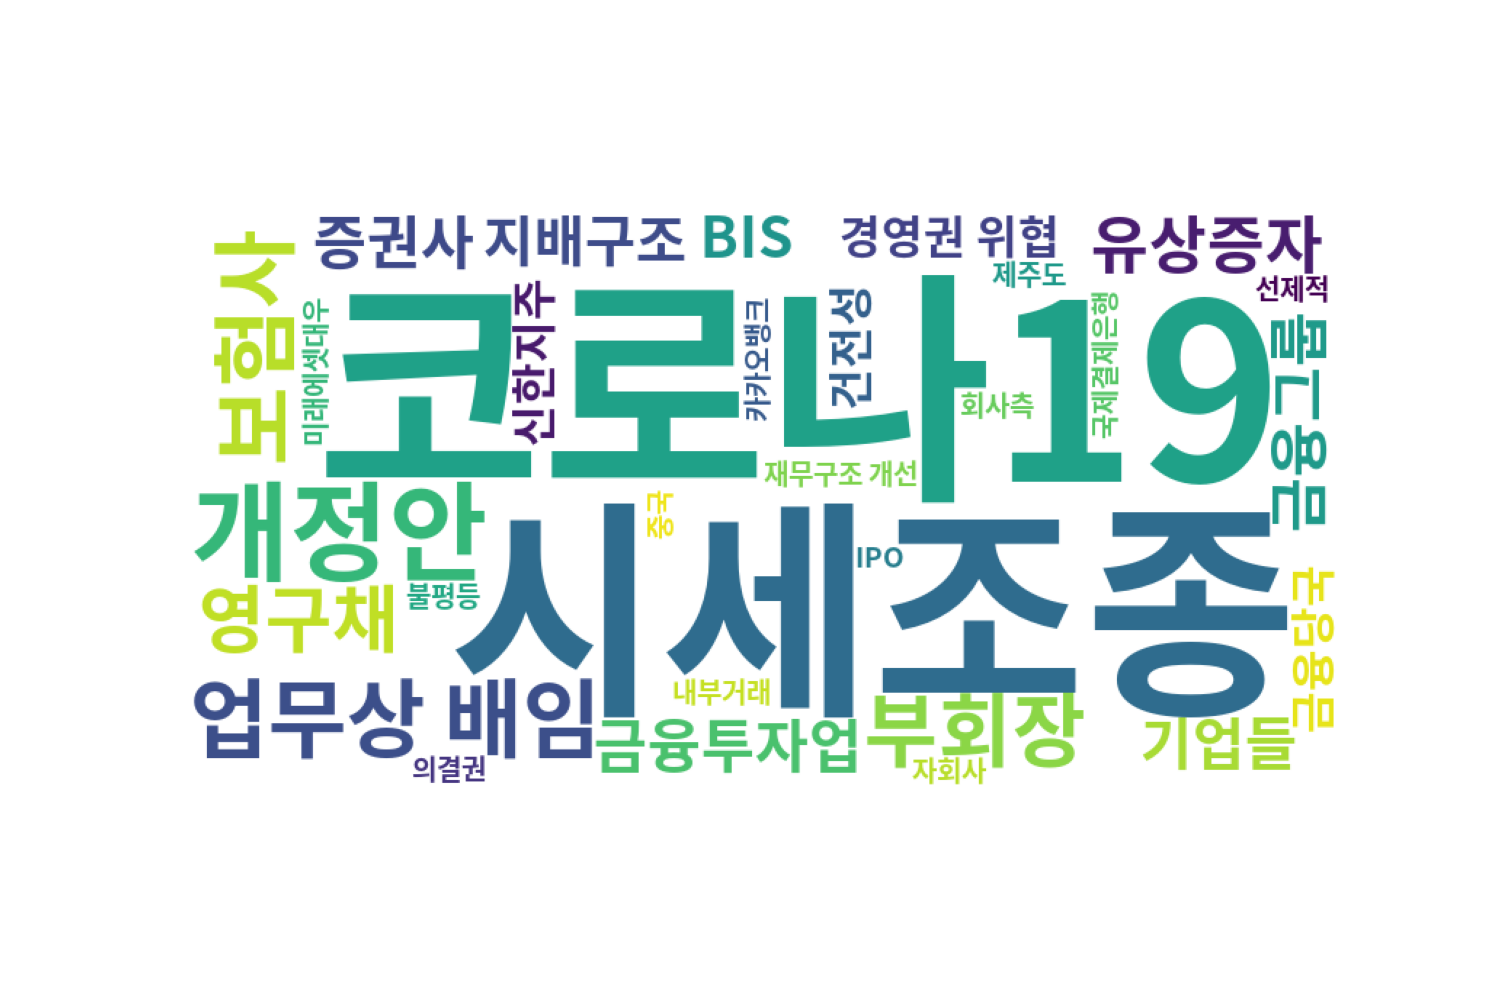 증권사
지배구조
BIS
경영권 위협
유상증자
보험사
제주도
선제적
미래에셋대우
코로나19
신한지주
카카오뱅크
건전성
국제결제은행
금융그룹
회사측
재무구조 개선
개정안
중국
시세조종
IPO
영구채
불평등
금융당국
업무상 배임
내부거래
금융투자업
부회장
기업들
의결권
자회사